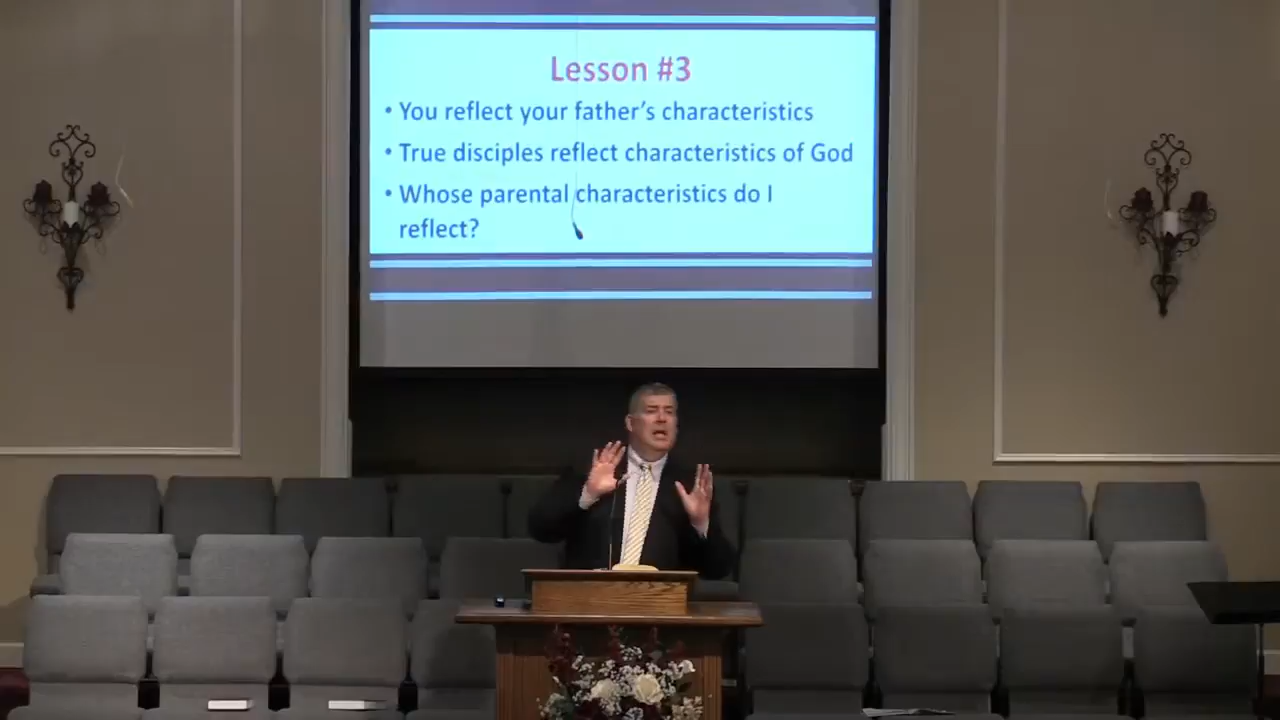 Lesson #3
• You reflect your father's characteristics
• True disciples reflect characteristics of God
• Whose parental characteristics do I
reflect?